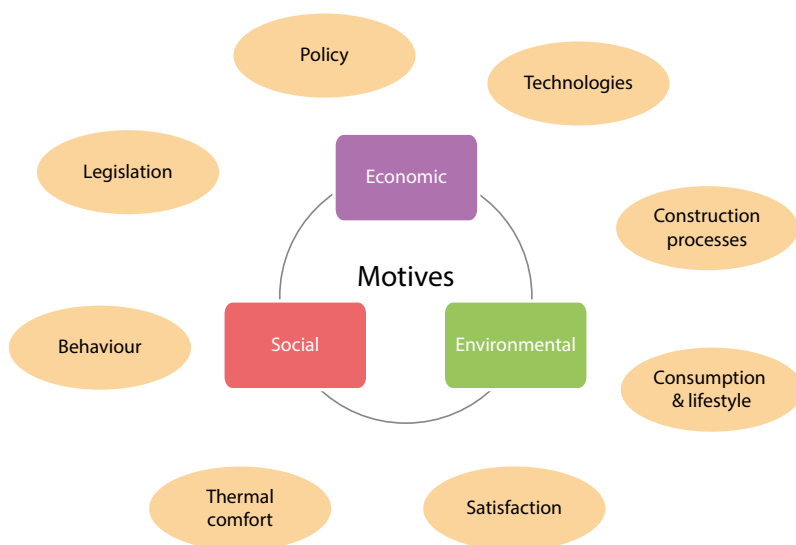 Policy
Technologies
Legislation
Economic
Construction
processes
Motives
Behaviour
Social
Environmental
Consumption
& lifestyle
Thermal
comfort
Satisfaction